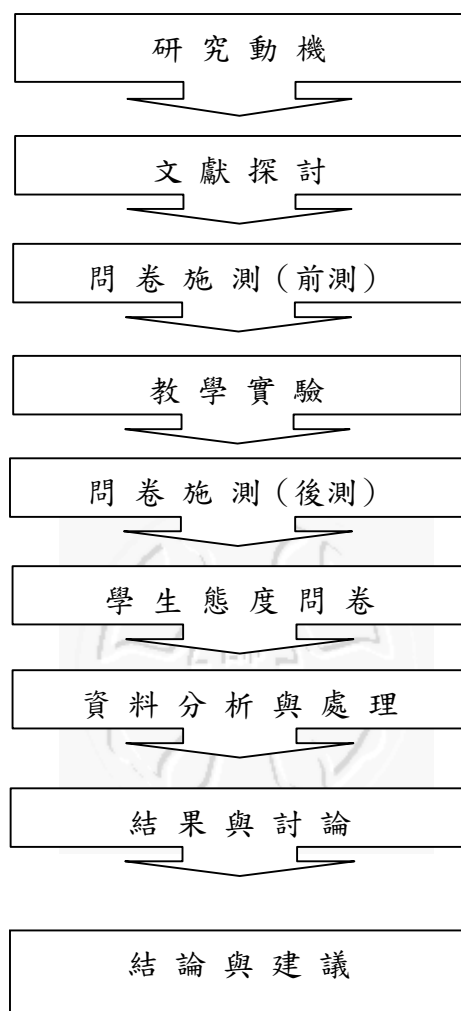 研究動機
文獻探討
問卷施測(前測)
教學實驗
問卷施測(後測)
學生態度問卷
資料分析與處理
結果與討論
結論與建議